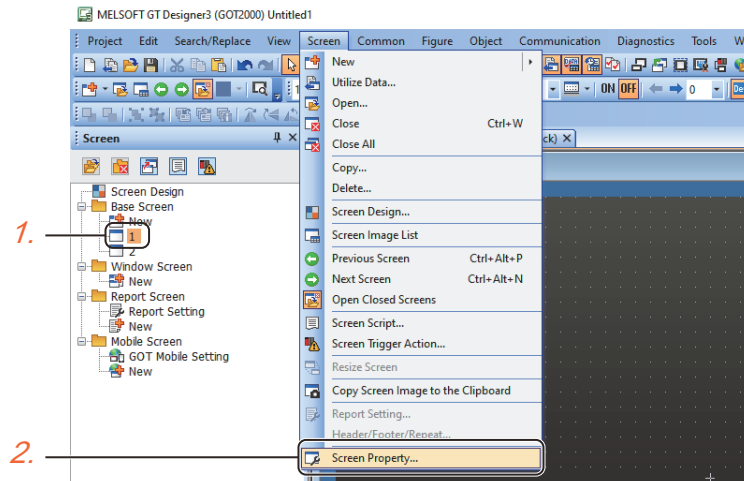 MELSOFT GT Designer3 (GOT2000) Untitled1
Project Edit Search/Replace View Screen Common Figure Object Communication Diagnostics Tools W
ON OFF 0 Dev
Screen
ck)
Screen Design
Base Screen
New
1
2
Window Screen
New
Report Screen
Report Setting
New
Mobile Screen
GOT Mobile Setting
New
1.
2.
New
Utilize Data...
Open...
Close Ctrl+W
Close All
Copy...
Delete...
Screen Design...
Screen Image List
Previous Screen Ctrl+Alt+P
Next Screen Ctrl+Alt+N
Open Closed Screens
Screen Script...
Screen Trigger Action...
Resize Screen
Copy Screen Image to the Clipboard
Report Setting...
Header/Footer/Repeat...
Screen Property...